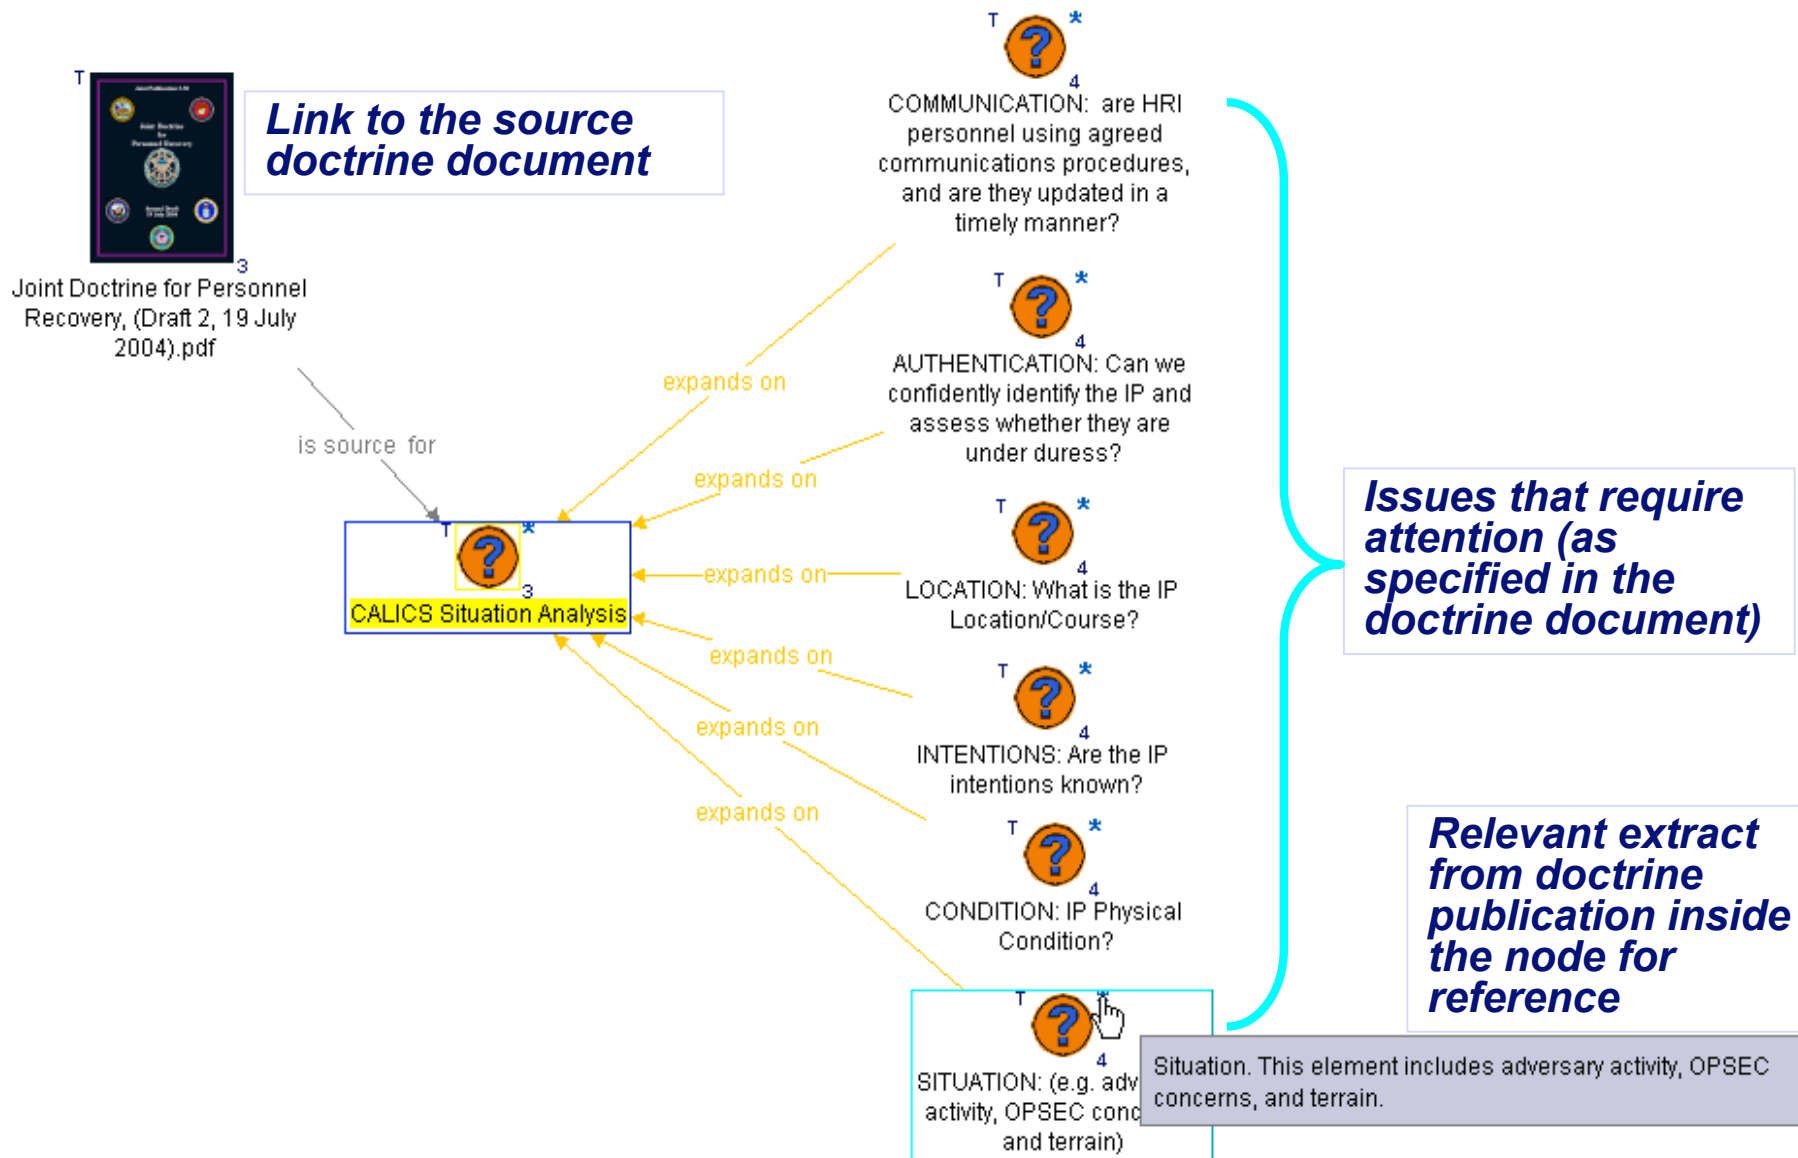 T
Joint Doctrine
for
Personnel Recovery
3
Joint Doctrine for Personnel
Recovery, (Draft 2, 19 July
2004).pdf
Link to the source
doctrine document
is source for
T
*
3
CALICS Situation Analysis
T
*
4
COMMUNICATION: are HRI
personnel using agreed
communications procedures,
and are they updated in a
timely manner?
expands on
T
*
4
AUTHENTICATION: Can we
confidently identify the IP and
assess whether they are
under duress?
expands on
T
*
4
LOCATION: What is the IP
Location/Course?
expands on
T
*
4
INTENTIONS: Are the IP
intentions known?
expands on
T
*
4
CONDITION: IP Physical
Condition?
expands on
T
*
4
SITUATION: (e.g. adv
activity, OPSEC conc
and terrain)
expands on
Issues that require
attention (as
specified in the
doctrine document)
Relevant extract
from doctrine
publication inside
the node for
reference
Situation. This element includes adversary activity, OPSEC
concerns, and terrain.